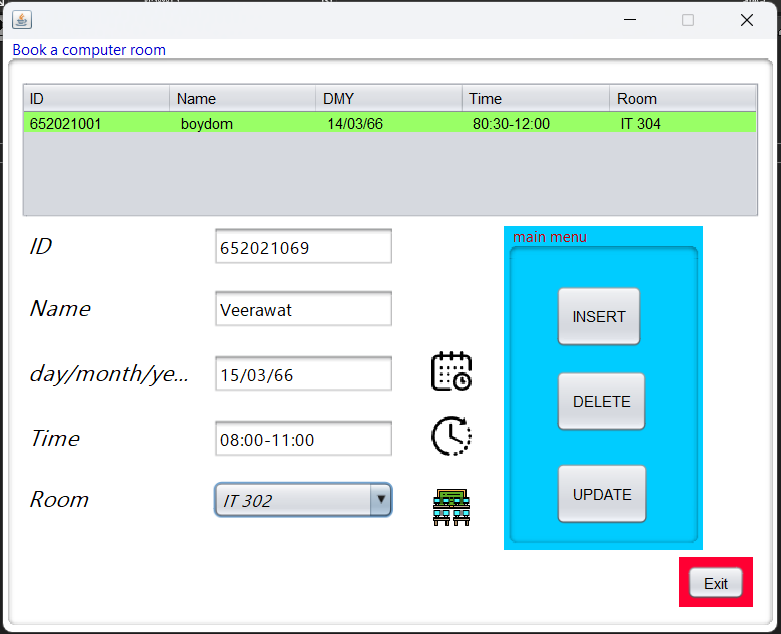 Book a computer room
ID Name DMY Time Room
652021001 boydom 14/03/66 80:30-12:00 IT 304
main menu
ID 652021069
INSERT
Name Veerawat
day/month/ye... 15/03/66
DELETE
Time 08:00-11:00
Room IT 302
UPDATE
Exit